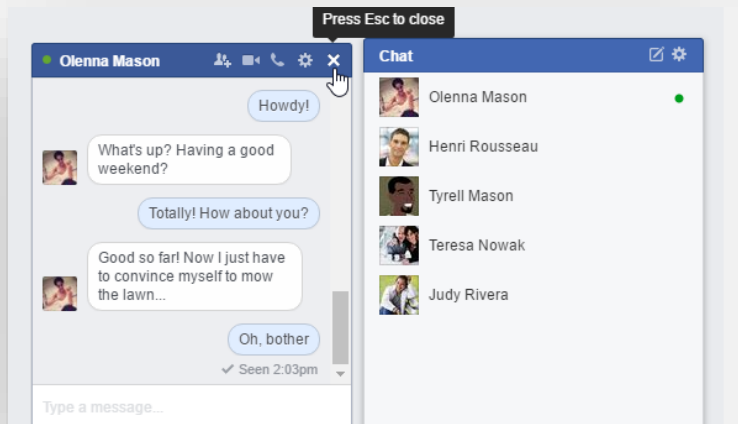 Press Esc to close
Olenna Mason
Howdy!
What's up? Having a good
weekend?
Totally! How about you?
Good so far! Now I just have
to convince myself to mow
the lawn...
Oh, bother
Seen 2:03pm
Type a message...
Chat
Olenna Mason
Henri Rousseau
Tyrell Mason
Teresa Nowak
Judy Rivera